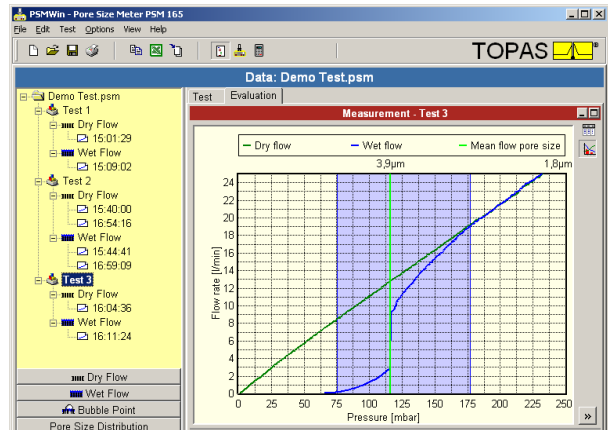 PSMWin - Pore Size Meter PSM 165
File Edit Test Options View Help
TOPAS
Data: Demo Test.psm
Demo Test.psm
Test 1
Dry Flow
15:01:29
Wet Flow
15:09:02
Test 2
Dry Flow
15:40:00
16:54:16
Wet Flow
15:44:41
16:59:09
Test 3
Dry Flow
16:04:36
Wet Flow
16:11:24
Dry Flow
Wet Flow
Bubble Point
Pore Size Distribution
Test Evaluation
Measurement - Test 3
Dry flow Wet flow Mean flow pore size
3,9µm 1,8µm
24
22
20
18
16
14
12
10
8
6
4
2
0
Flow rate [l/min]
0 25 50 75 100 125 150 175 200 225 250
Pressure [mbar]
»